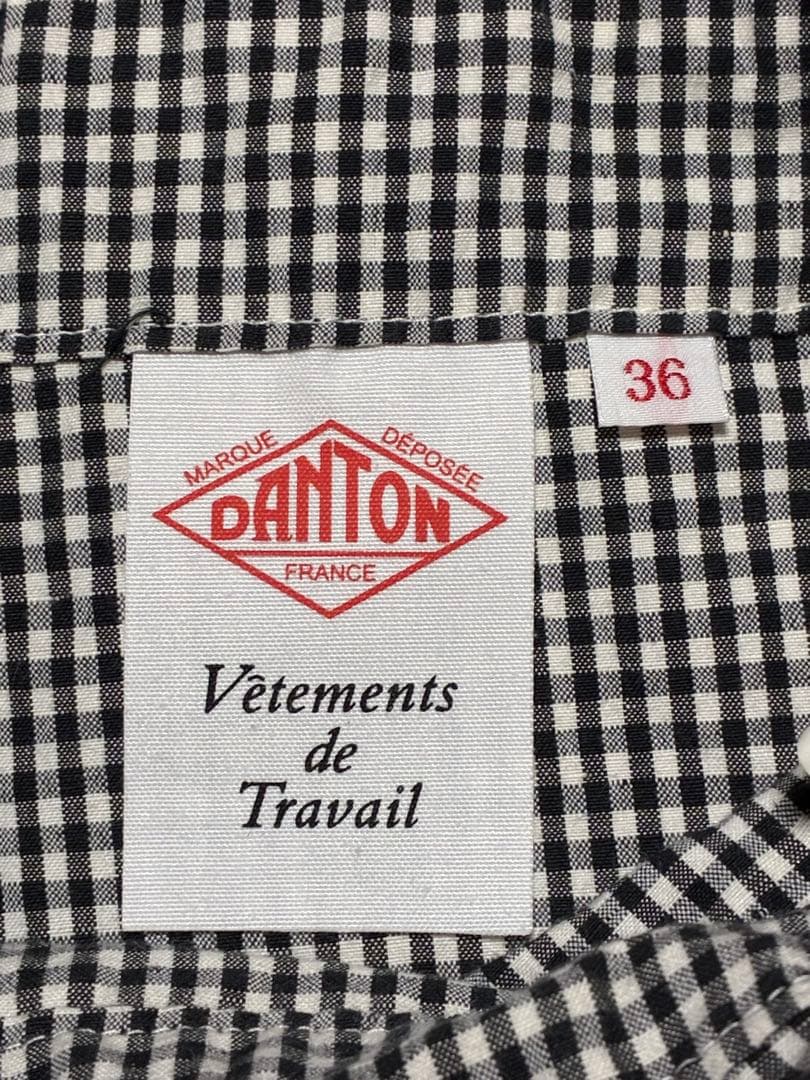 36
MARQUE DÉPOSÉE
DANTON
FRANCE
Vêtements
de
Travail